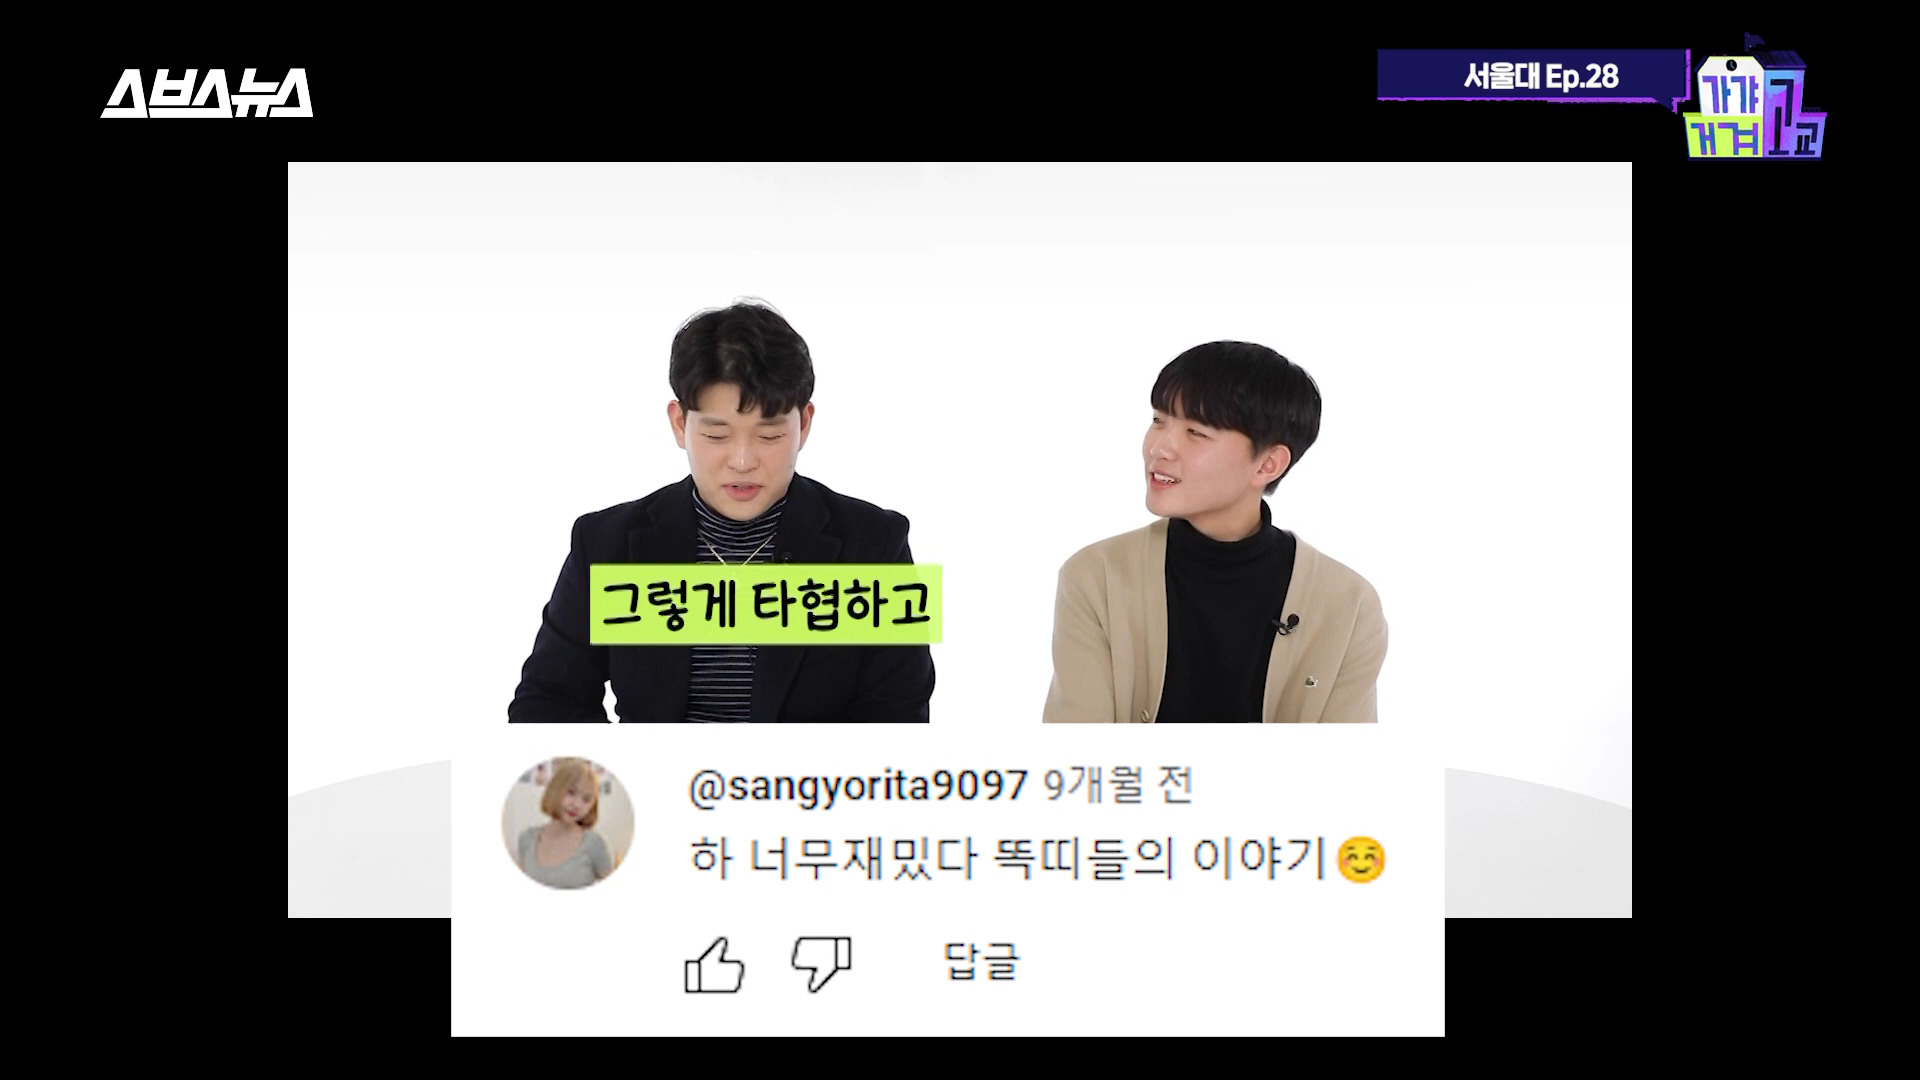 스브스뉴스
서울대 Ep.28
가갸
거겨
고교
그렇게 타협하고
@sangyorita9097 9개월 전
하 너무재밌다 똑띠들의 이야기☺️
답글